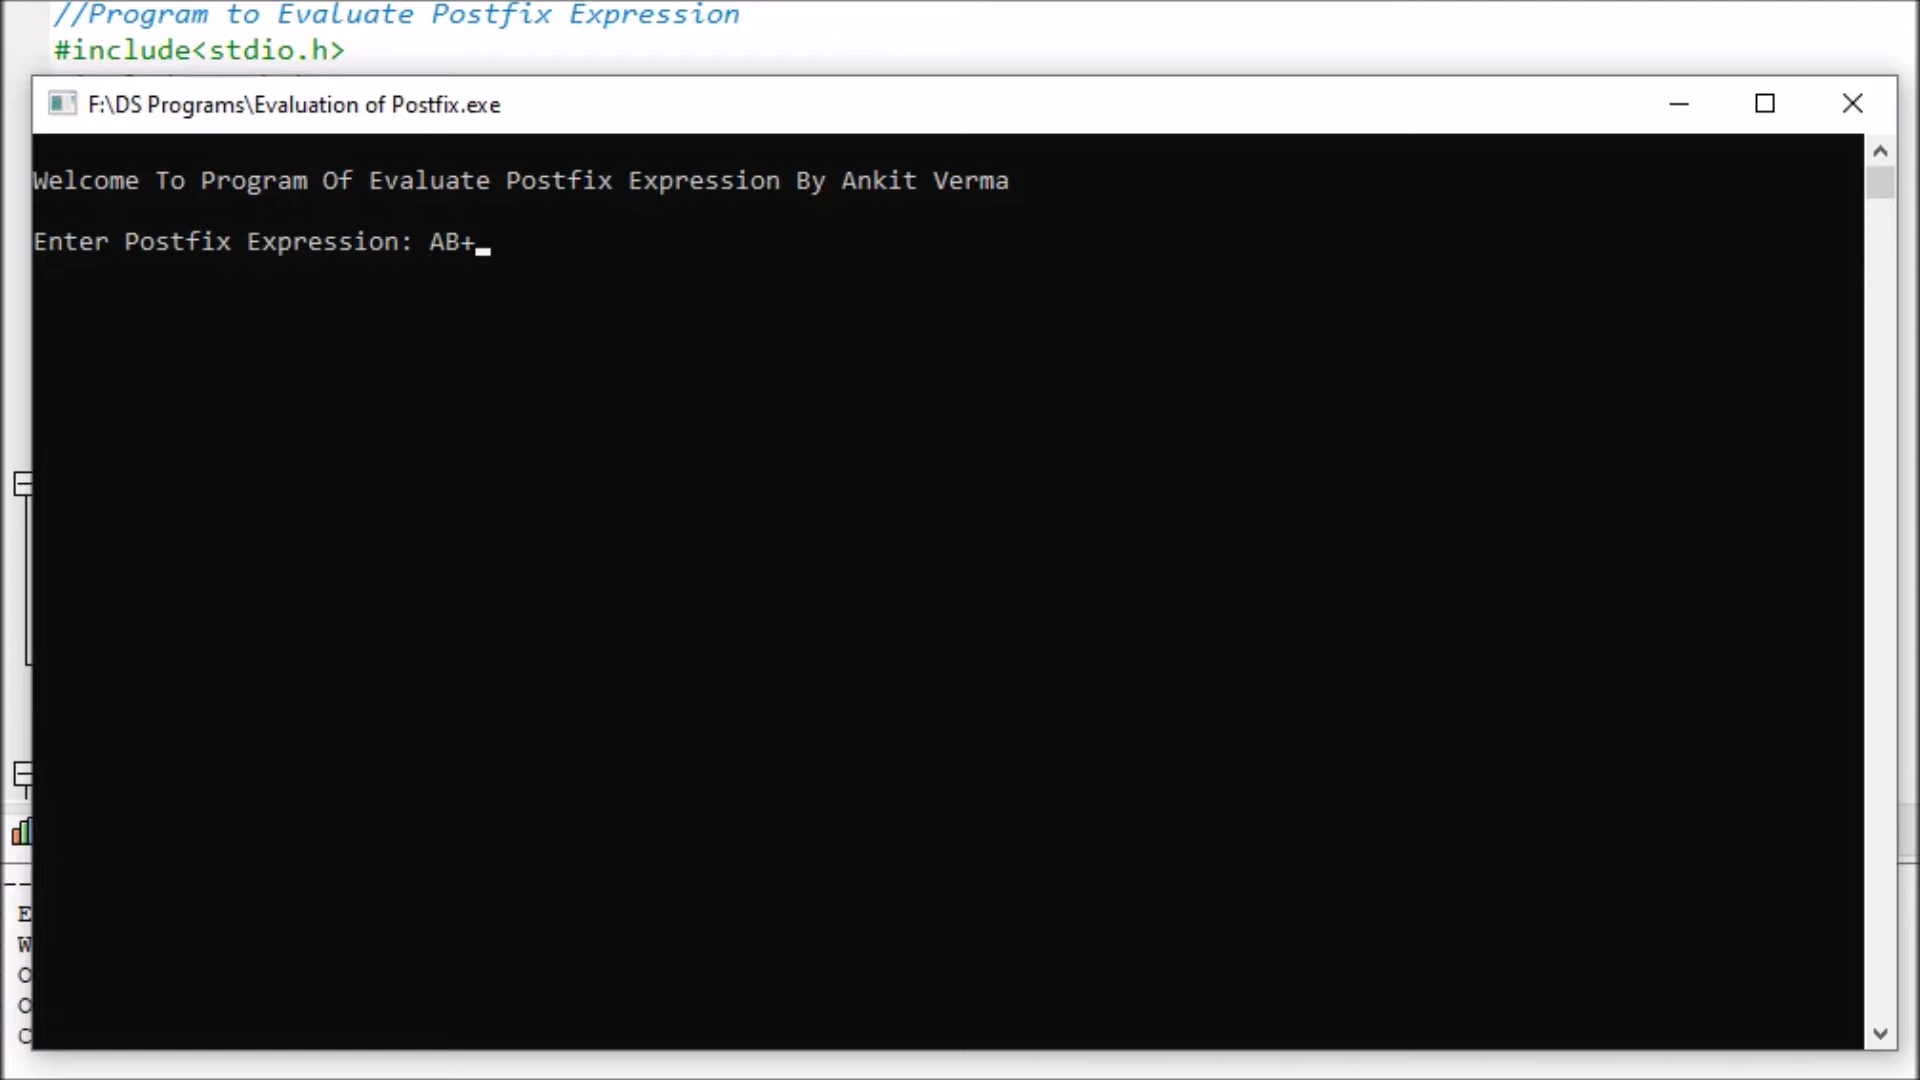 //Program to Evaluate Postfix Expression
#include<stdio.h>
F:\DS Programs\Evaluation of Postfix.exe
Welcome To Program Of Evaluate Postfix Expression By Ankit Verma
Enter Postfix Expression: AB+